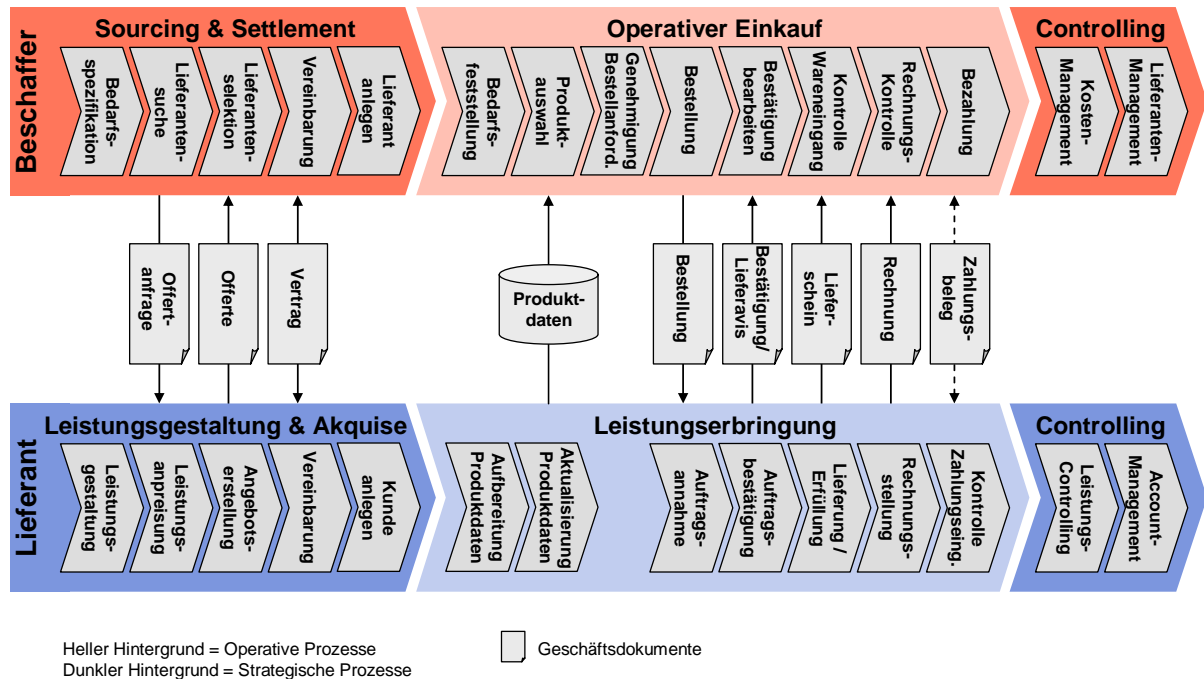 Beschaffer
Sourcing & Settlement
Operativer Einkauf
Controlling
Bedarfs-
spezifikation
Lieferanten-
suche
Lieferanten-
selektion
Vereinbarung
Lieferant
anlegen
Bedarfs-
feststellung
Produkt-
auswahl
Genehmigung
Bestellanford.
Bestellung
Bestätigung
bearbeiten
Kontrolle
Wareneingang
Rechnungs-
Kontrolle
Bezahlung
Kosten-
Management
Lieferanten-
Management
Offert-
anfrage
Offerte
Vertrag
Produkt-
daten
Bestellung
Bestätigung/
Lieferavis
Liefer-
schein
Rechnung
Zahlungs-
beleg
Lieferant
Leistungsgestaltung & Akquise
Leistungserbringung
Controlling
Leistungs-
gestaltung
Leistungs-
anpreisung
Angebots-
erstellung
Vereinbarung
Kunde
anlegen
Aufbereitung
Produktdaten
Aktualisierung
Produktdaten
Auftrags-
annahme
Auftrags-
bestätigung
Lieferung /
Erfüllung
Rechnungs-
stellung
Kontrolle
Zahlungseing.
Leistungs-
Controlling
Account-
Management
Heller Hintergrund = Operative Prozesse
Dunkler Hintergrund = Strategische Prozesse
Geschäftsdokumente